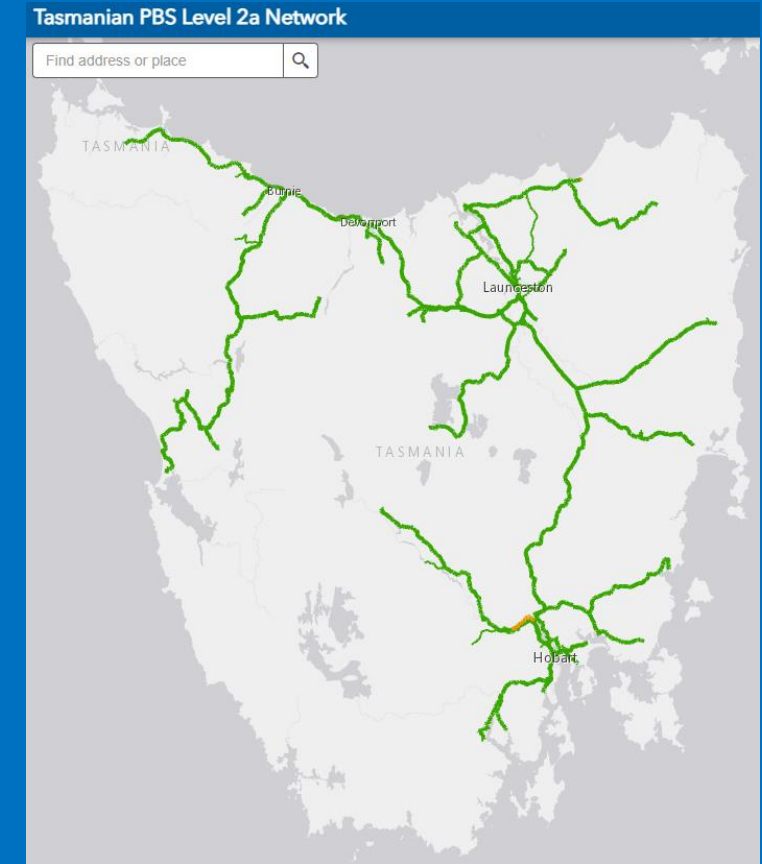 Tasmanian PBS Level 2a Network
Find address or place
TASMANIA
Burnie
Devonport
Launceston
TASMANIA
Hobart